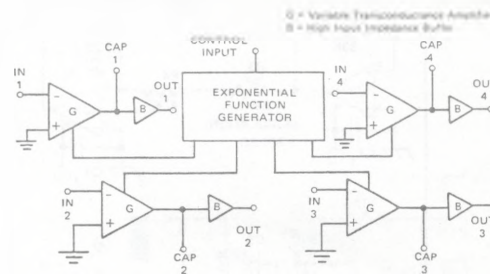 G = Variable Transconductance Amplifier
B = High Input Impedance Buffer
CONTROL
INPUT
CAP
1
IN
1
OUT
1
G
B
EXPONENTIAL
FUNCTION
GENERATOR
CAP
4
IN
4
OUT
4
G
B
IN
2
G
B
OUT
2
CAP
2
IN
3
G
B
OUT
3
CAP
3